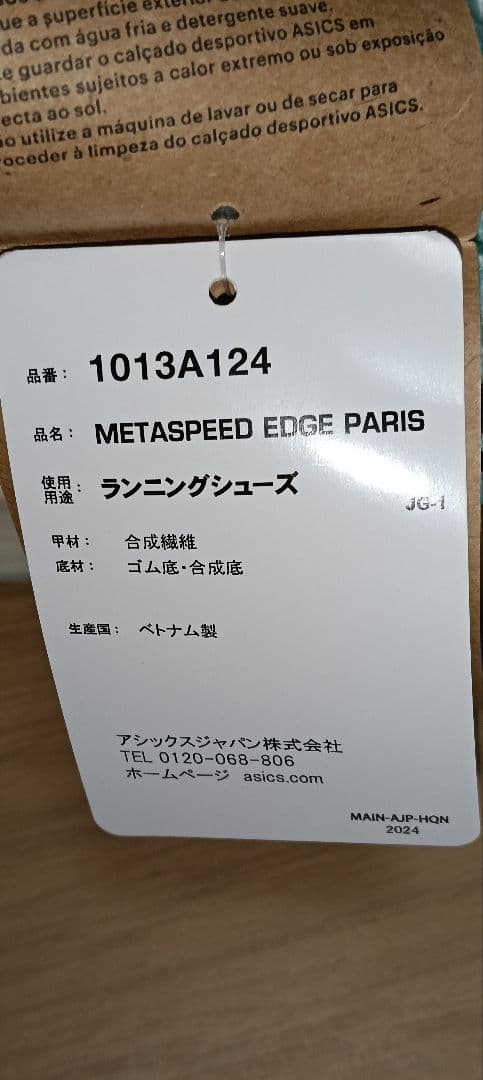 ue a superfície exter
da com água fria e detergente suave.
e guardar o calçado desportivo ASICS em
bientes sujeitos a calor extremo ou sob exposição
ecta ao sol.
ão utilize a máquina de lavar ou de secar para
roceder à limpeza do calçado desportivo ASICS.
品番： 1013A124
品名： METASPEED EDGE PARIS
使用用途： ランニングシューズ
JG-1
甲材： 合成繊維
底材： ゴム底・合成底
生産国： ベトナム製
アシックスジャパン株式会社
TEL 0120-068-806
ホームページ asics.com
MAIN-AJP-HQN
2024